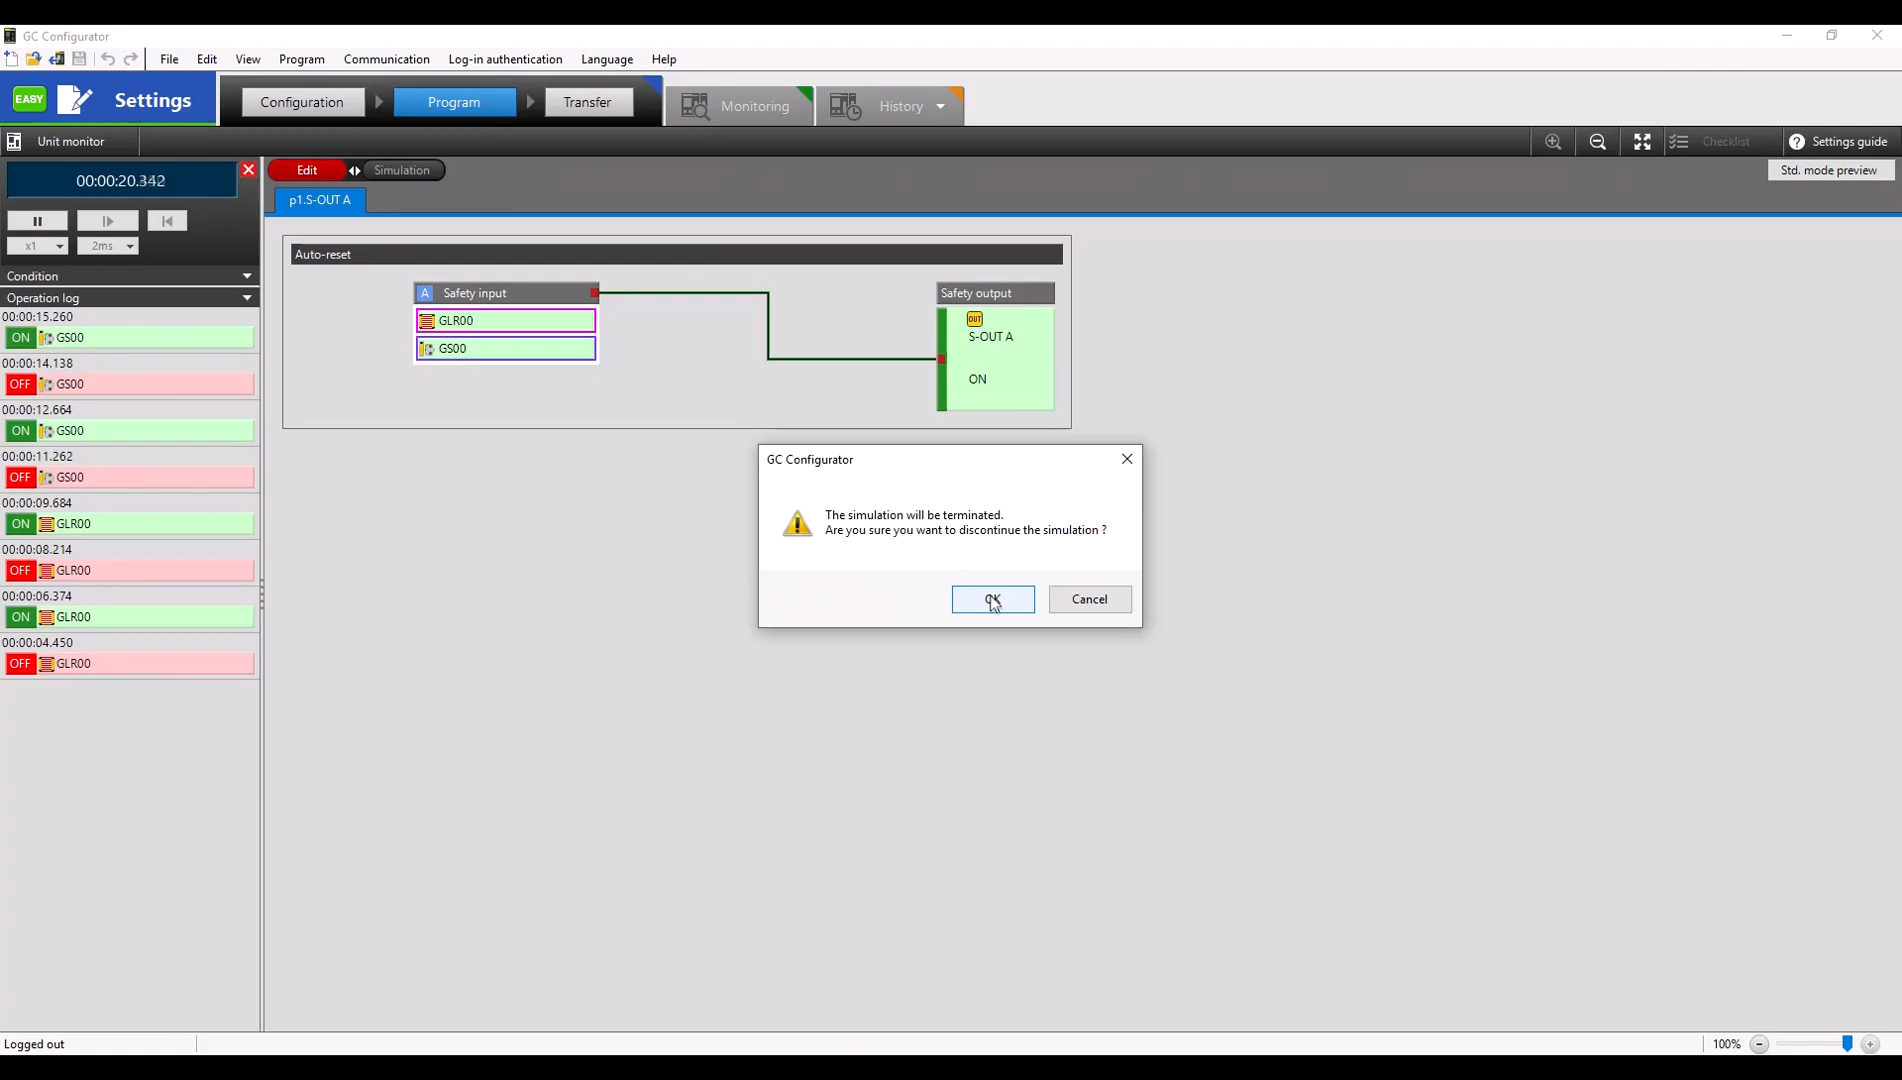 GC Configurator
File Edit View Program Communication Log-in authentication Language Help
EASY Settings Configuration Program Transfer Monitoring History
Unit monitor Checklist ? Settings guide
00:00:20.342 Edit Simulation Std. mode preview
p1.S-OUT A
x1 2ms
Condition
Operation log
00:00:15.260
ON GS00
00:00:14.138
OFF GS00
00:00:12.664
ON GS00
00:00:11.262
OFF GS00
00:00:09.684
ON GLR00
00:00:08.214
OFF GLR00
00:00:06.374
ON GLR00
00:00:04.450
OFF GLR00
Auto-reset
A Safety input
GLR00
GS00
Safety output
OUT
S-OUT A
ON
GC Configurator
The simulation will be terminated.
Are you sure you want to discontinue the simulation ?
OK Cancel
Logged out 100%